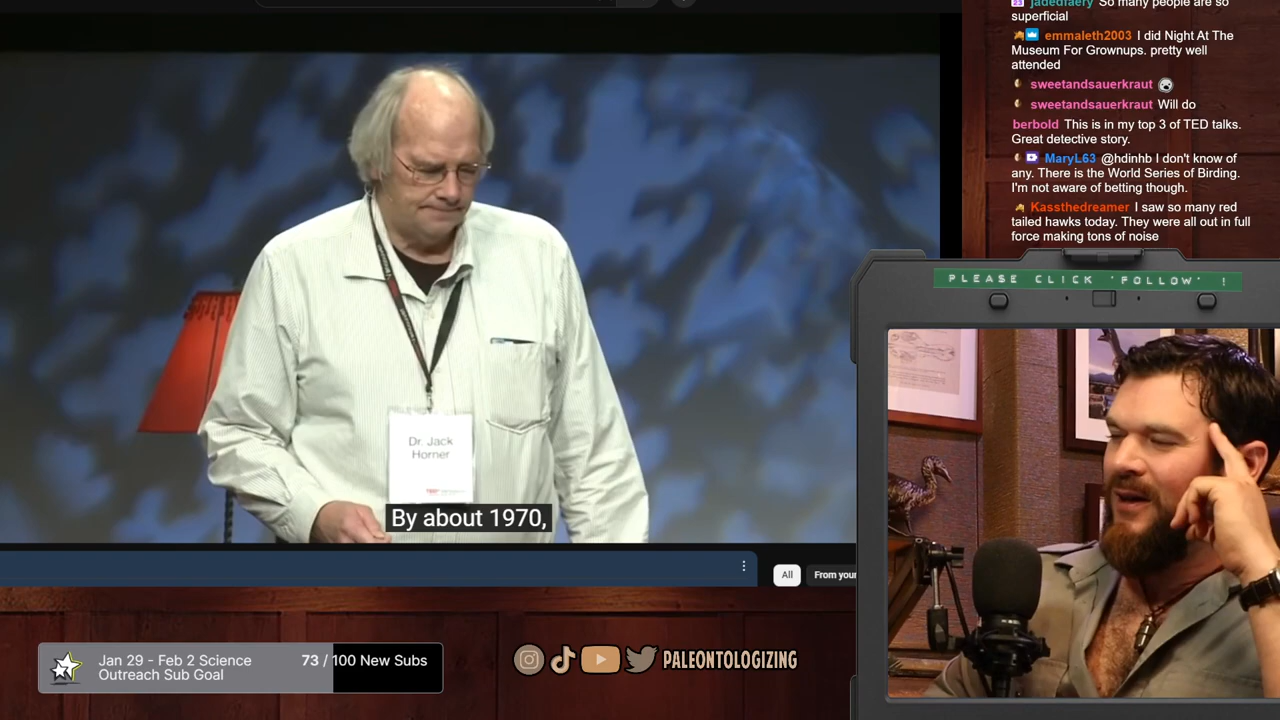 jadedfaery So many people are so
superficial
emmaleth2003 I did Night At The
Museum For Grownups. pretty well
attended
sweetandsauerkraut
sweetandsauerkraut Will do
berbold This is in my top 3 of TED talks.
Great detective story.
MaryL63 @hdinhb I don't know of
any. There is the World Series of Birding.
I'm not aware of betting though.
Kassthedreamer I saw so many red
tailed hawks today. They were all out in full
force making tons of noise
PLEASE CLICK "FOLLOW" !
Dr. Jack
Horner
By about 1970,
All
From your
Jan 29 - Feb 2 Science
Outreach Sub Goal
73 / 100 New Subs
PALEONTOLOGIZING